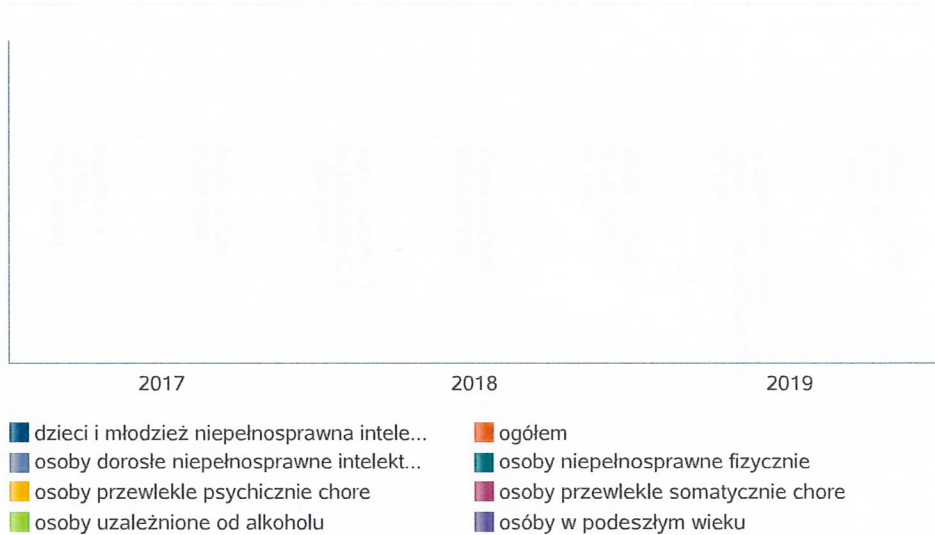 2017 2018 2019
dzieci i młodzież niepełnosprawna intele...
osoby dorosłe niepełnosprawne intelekt...
osoby przewlekle psychicznie chore
osoby uzależnione od alkoholu
ogółem
osoby niepełnosprawne fizycznie
osoby przewlekle somatycznie chore
osóby w podeszłym wieku